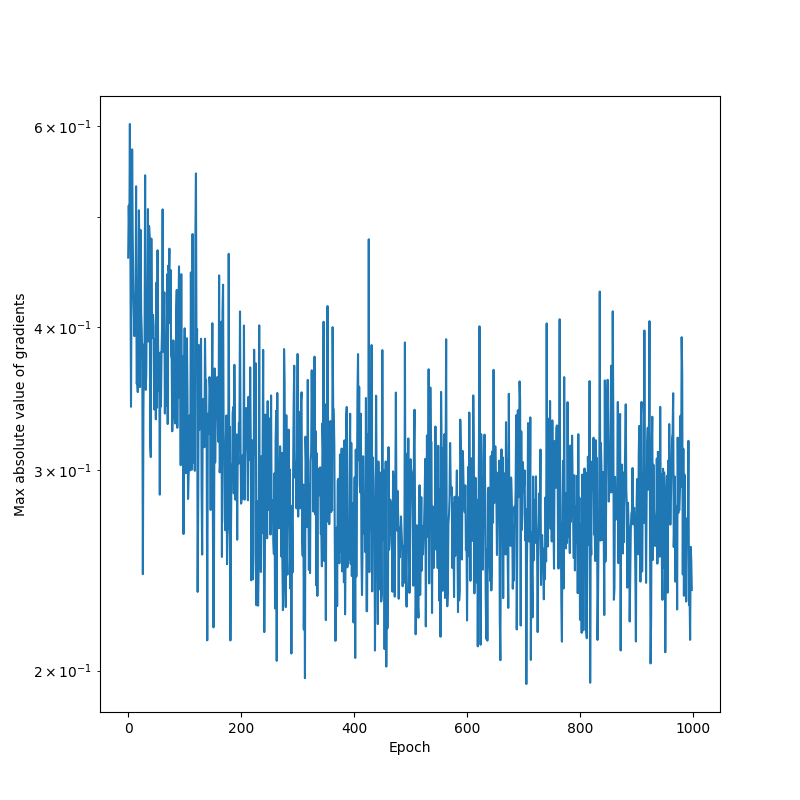 Max absolute value of gradients
6 × 10⁻¹
4 × 10⁻¹
3 × 10⁻¹
2 × 10⁻¹
0 200 400 600 800 1000
Epoch